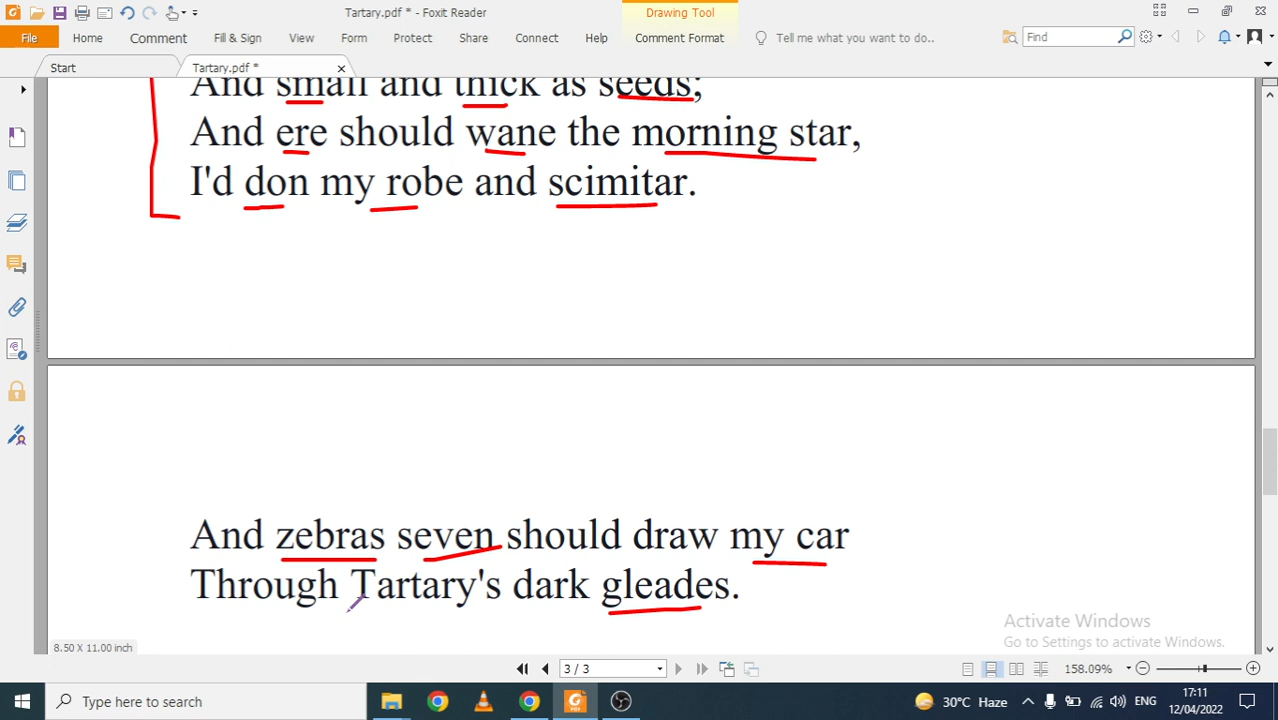 Tartary.pdf * - Foxit Reader
Drawing Tool
File
Home
Comment
Fill & Sign
View
Form
Protect
Share
Connect
Help
Comment Format
Tell me what you want to do..
Find
Start
Tartary.pdf *
And small and thick as seeds;
And ere should wane the morning star,
I'd don my robe and scimitar.
And zebras seven should draw my car
Through Tartary's dark gleades.
Activate Windows
Go to Settings to activate Windows.
8.50 x 11.00 inch
3 / 3
158.09%
Type here to search
30°C Haze
ENG
17:11
12/04/2022